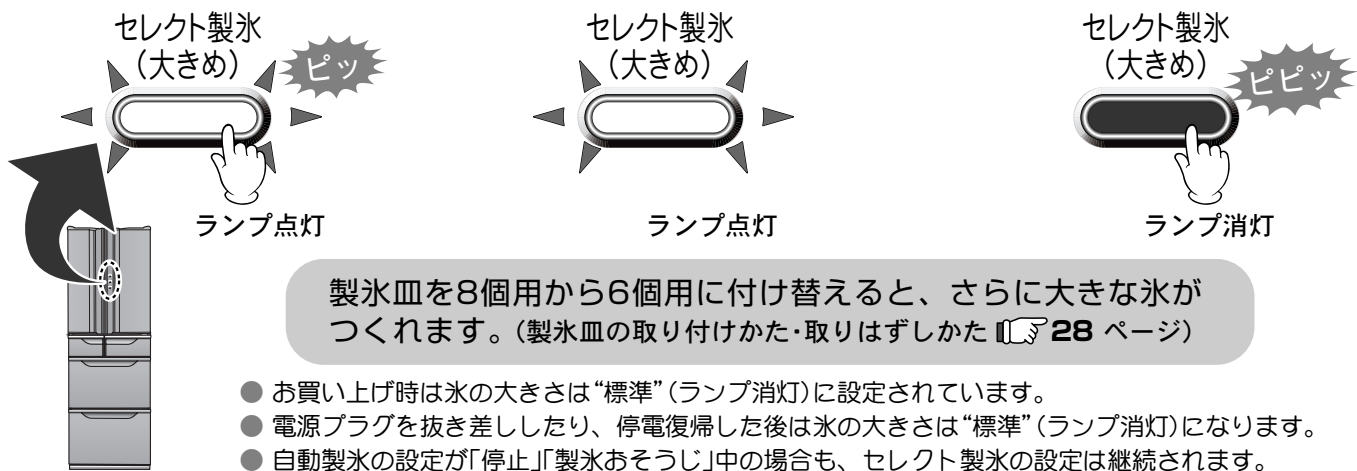 セレクト製氷
（大きめ）
ピッ
ランプ点灯
セレクト製氷
（大きめ）
ランプ点灯
セレクト製氷
（大きめ）
ピピッ
ランプ消灯
製氷皿を8個用から6個用に付け替えると、さらに大きな氷が
つくれます。（製氷皿の取り付けかた・取りはずしかた 28 ページ）
● お買い上げ時は氷の大きさは“標準”（ランプ消灯）に設定されています。
● 電源プラグを抜き差ししたり、停電復帰した後は氷の大きさは“標準”（ランプ消灯）になります。
● 自動製氷の設定が「停止」「製氷おそうじ」中の場合も、セレクト製氷の設定は継続されます。